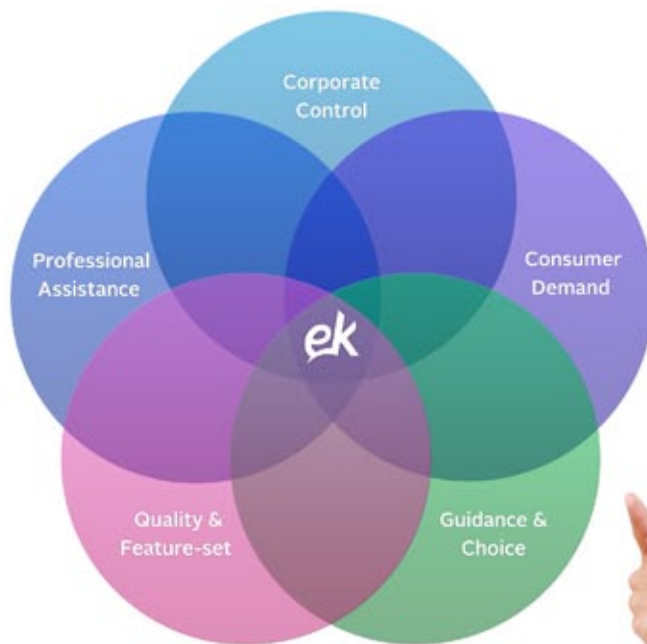 Corporate
Control
Professional
Assistance
Consumer
Demand
ek
Quality &
Feature-set
Guidance &
Choice